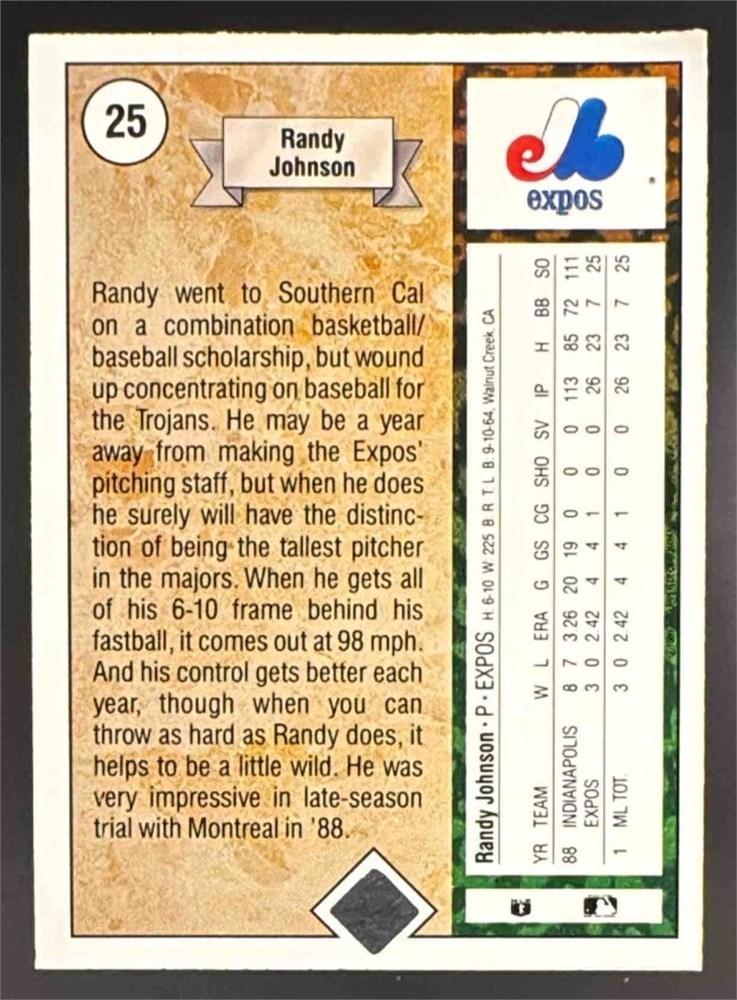 25
Randy
Johnson
Randy went to Southern Cal
on a combination basketball/
baseball scholarship, but wound
up concentrating on baseball for
the Trojans. He may be a year
away from making the Expos'
pitching staff, but when he does
he surely will have the distinc-
tion of being the tallest pitcher
in the majors. When he gets all
of his 6-10 frame behind his
fastball, it comes out at 98 mph.
And his control gets better each
year, though when you can
throw as hard as Randy does, it
helps to be a little wild. He was
very impressive in late-season
trial with Montreal in '88.
expos
Randy Johnson · P · EXPOS H. 6-10 W 225 B R T L B. 9-10-64, Walnut Creek, CA
YR TEAM W L ERA G GS CG SHO SV IP H BB SO
88 INDIANAPOLIS 8 7 3.26 20 19 0 0 0 113 85 72 111
EXPOS 3 0 2.42 4 4 1 0 0 26 23 7 25
1 ML TOT. 3 0 2.42 4 4 1 0 0 26 23 7 25